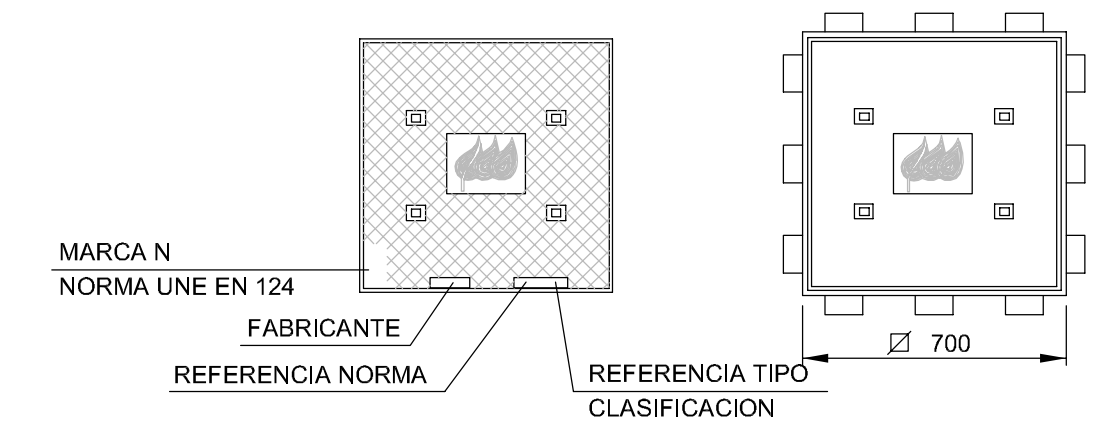 MARCA N
NORMA UNE EN 124
FABRICANTE
REFERENCIA NORMA
REFERENCIA TIPO
CLASIFICACION
700